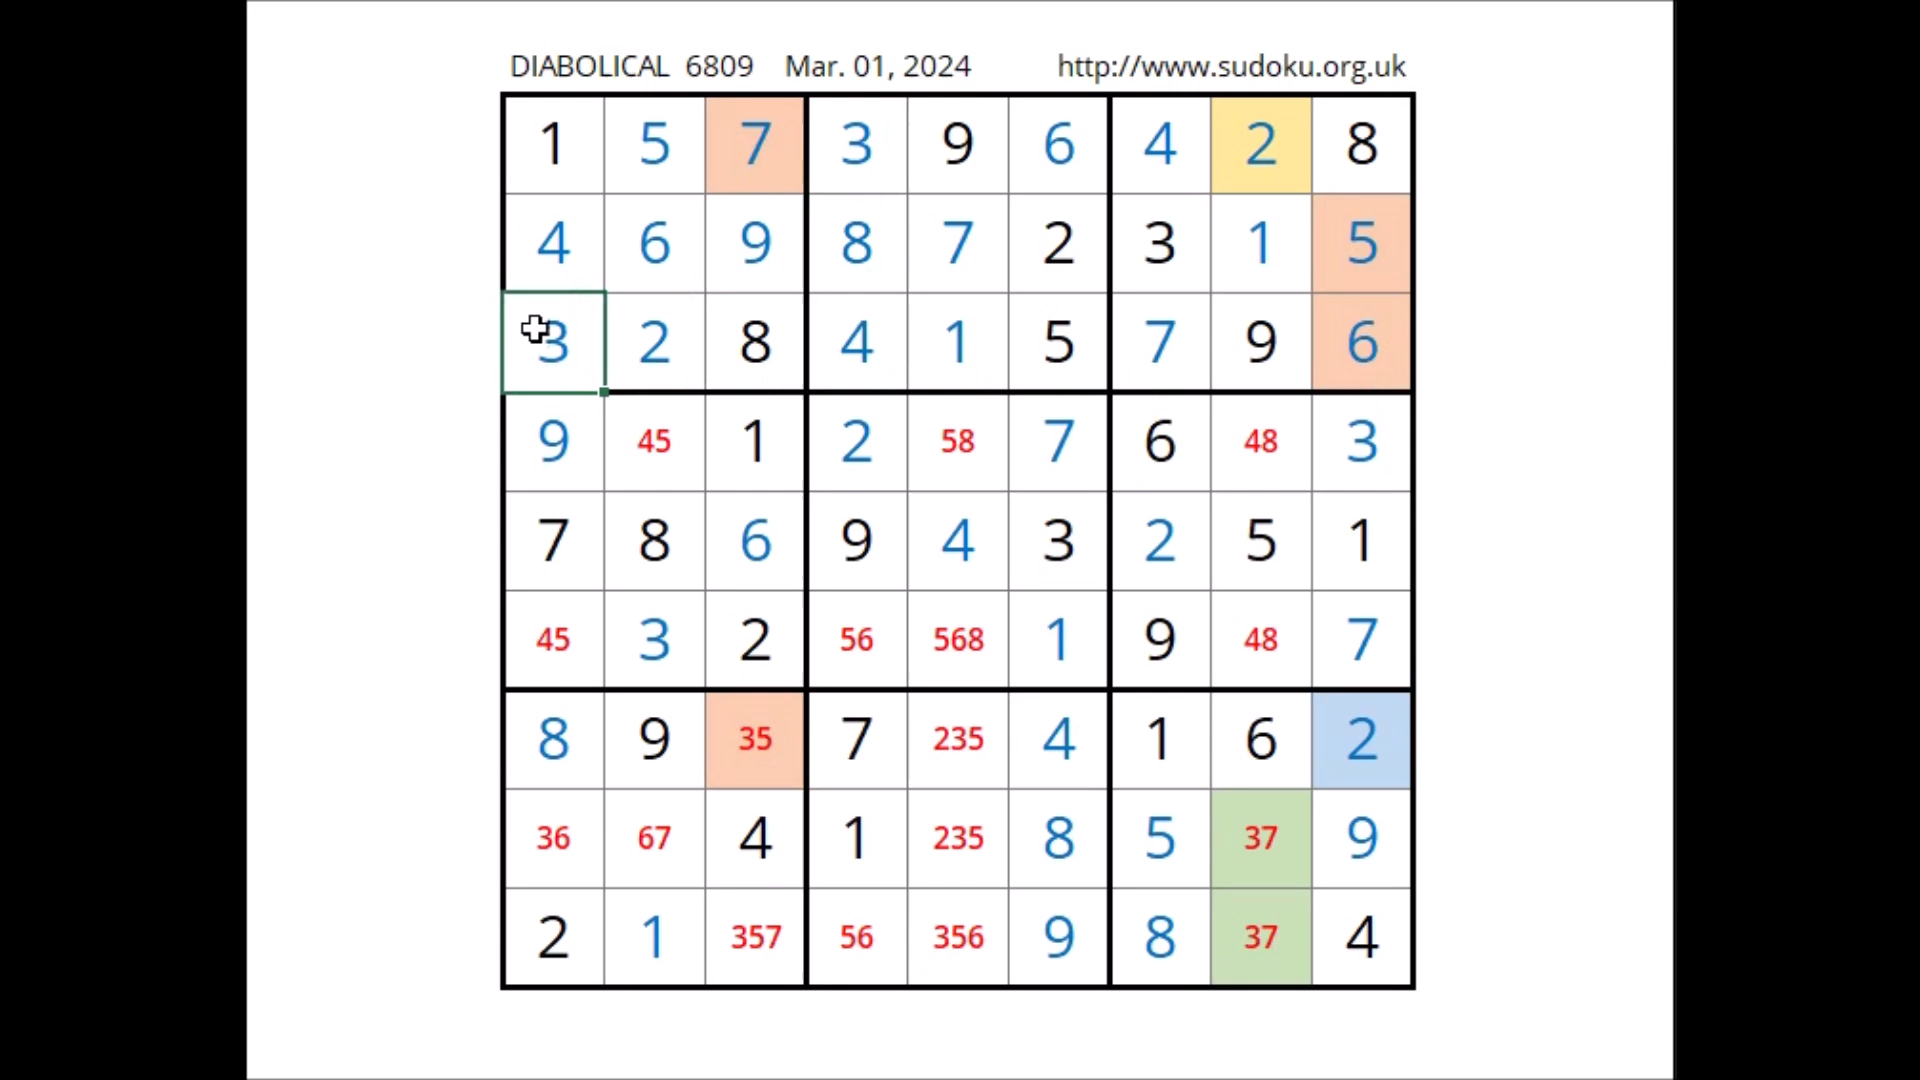 DIABOLICAL 6809 Mar. 01, 2024 http://www.sudoku.org.uk
1 5 7 3 9 6 4 2 8
4 6 9 8 7 2 3 1 5
3 2 8 4 1 5 7 9 6
9 45 1 2 58 7 6 48 3
7 8 6 9 4 3 2 5 1
45 3 2 56 568 1 9 48 7
8 9 35 7 235 4 1 6 2
36 67 4 1 235 8 5 37 9
2 1 357 56 356 9 8 37 4